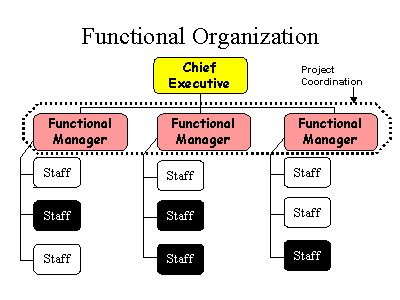 Functional Organization
Chief
Executive
Project
Coordination
Functional
Manager
Functional
Manager
Functional
Manager
Staff
Staff
Staff
Staff
Staff
Staff
Staff
Staff
Staff